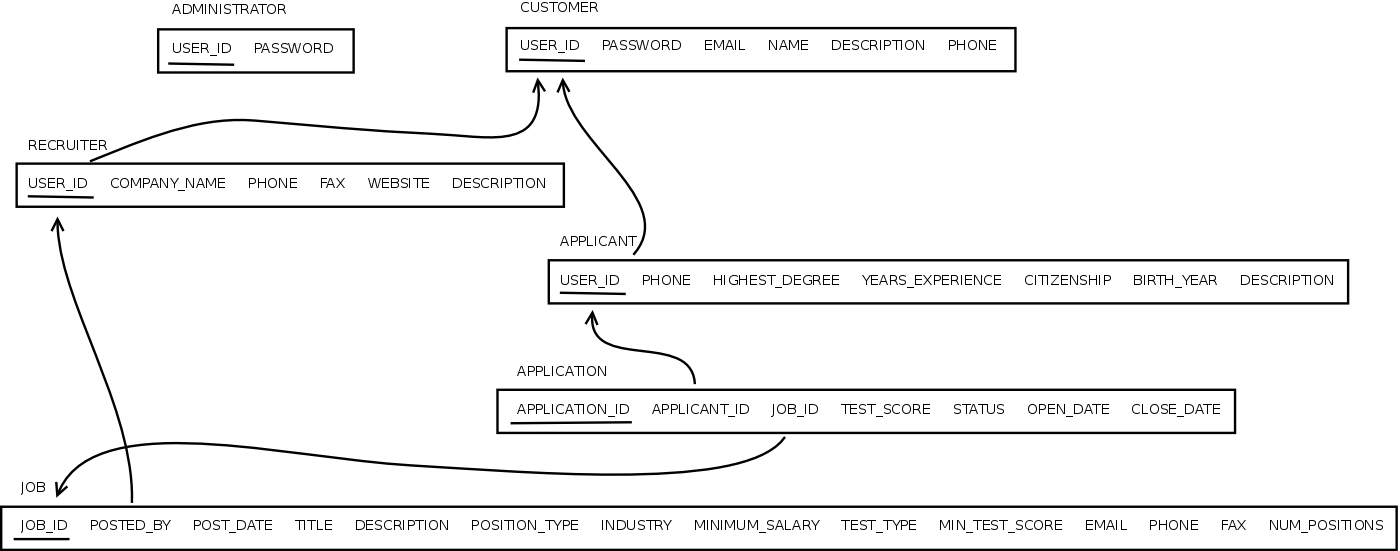 ADMINISTRATOR
USER_ID PASSWORD
CUSTOMER
USER_ID PASSWORD EMAIL NAME DESCRIPTION PHONE
RECRUITER
USER_ID COMPANY_NAME PHONE FAX WEBSITE DESCRIPTION
APPLICANT
USER_ID PHONE HIGHEST_DEGREE YEARS_EXPERIENCE CITIZENSHIP BIRTH_YEAR DESCRIPTION
APPLICATION
APPLICATION_ID APPLICANT_ID JOB_ID TEST_SCORE STATUS OPEN_DATE CLOSE_DATE
JOB
JOB_ID POSTED_BY POST_DATE TITLE DESCRIPTION POSITION_TYPE INDUSTRY MINIMUM_SALARY TEST_TYPE MIN_TEST_SCORE EMAIL PHONE FAX NUM_POSITIONS